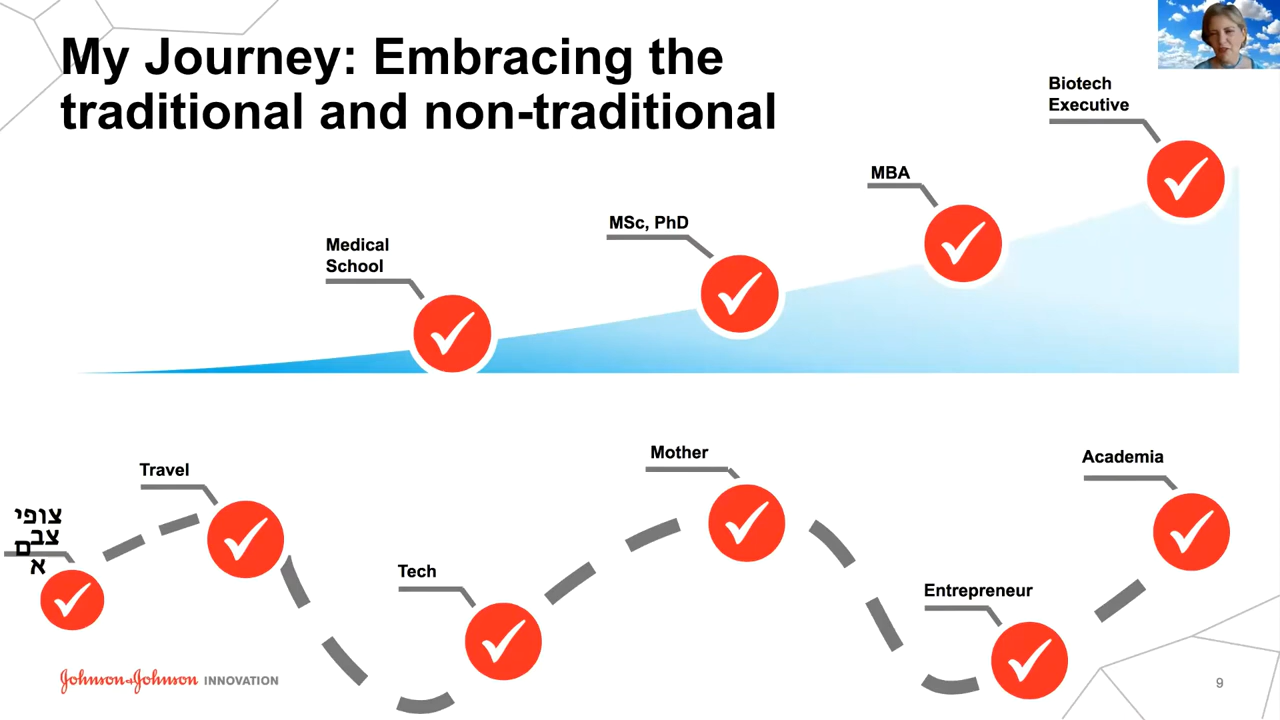 My Journey: Embracing the
traditional and non-traditional
Biotech
Executive
MBA
MSc, PhD
Medical
School
Travel
צופי
צב
ם
א
Tech
Mother
Entrepreneur
Academia
Johnson&Johnson INNOVATION
9